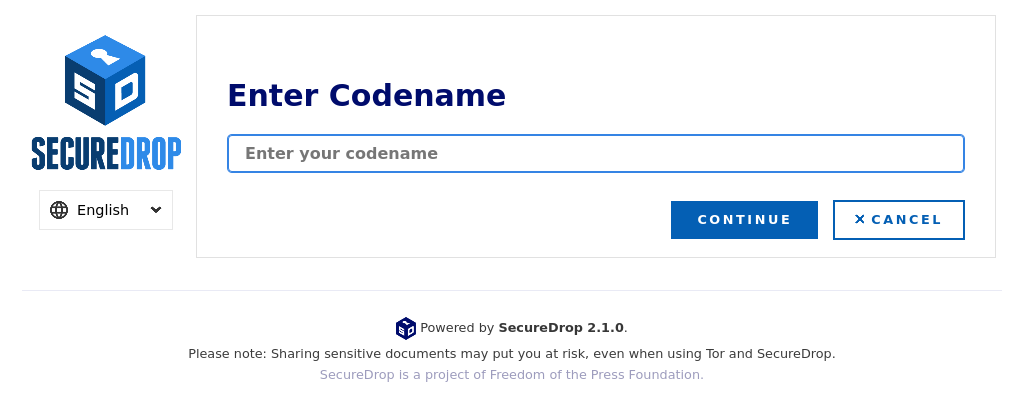 SD
SECUREDROP
English
Enter Codename
Enter your codename
CONTINUE
✕ CANCEL
SD Powered by SecureDrop 2.1.0.
Please note: Sharing sensitive documents may put you at risk, even when using Tor and SecureDrop.
SecureDrop is a project of Freedom of the Press Foundation.